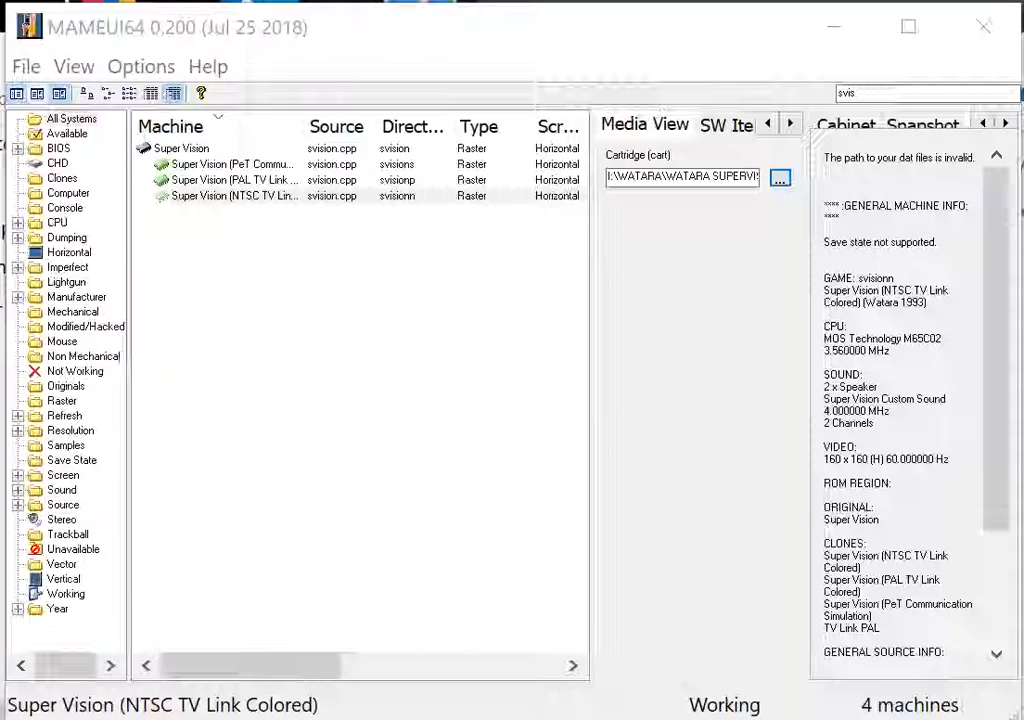 MAMEUI64 0.200 (Jul 25 2018)
File View Options Help
svis
All Systems
Available
BIOS
CHD
Clones
Computer
Console
CPU
Dumping
Horizontal
Imperfect
Lightgun
Manufacturer
Mechanical
Modified/Hacked
Mouse
Non Mechanical
Not Working
Originals
Raster
Refresh
Resolution
Samples
Save State
Screen
Sound
Source
Stereo
Trackball
Unavailable
Vector
Vertical
Working
Year
Machine Source Direct... Type Scr...
Super Vision svision.cpp svision Raster Horizontal
Super Vision (PeT Commu... svision.cpp svisions Raster Horizontal
Super Vision (PAL TV Link ... svision.cpp svisionp Raster Horizontal
Super Vision (NTSC TV Lin... svision.cpp svisionn Raster Horizontal
Media View SW Ite
Cartridge (cart)
I:\WATARA\WATARA SUPERVI
...
Cabinet Snapshot
The path to your dat files is invalid.
**** :GENERAL MACHINE INFO:
****
Save state not supported.
GAME: svisionn
Super Vision (NTSC TV Link
Colored) (Watara 1993)
CPU:
MOS Technology M65C02
3.560000 MHz
SOUND:
2 x Speaker
Super Vision Custom Sound
4.000000 MHz
2 Channels
VIDEO:
160 x 160 (H) 60.000000 Hz
ROM REGION:
ORIGINAL:
Super Vision
CLONES:
Super Vision (NTSC TV Link
Colored)
Super Vision (PAL TV Link
Colored)
Super Vision (PeT Communication
Simulation)
TV Link PAL
GENERAL SOURCE INFO:
Super Vision (NTSC TV Link Colored) Working 4 machines